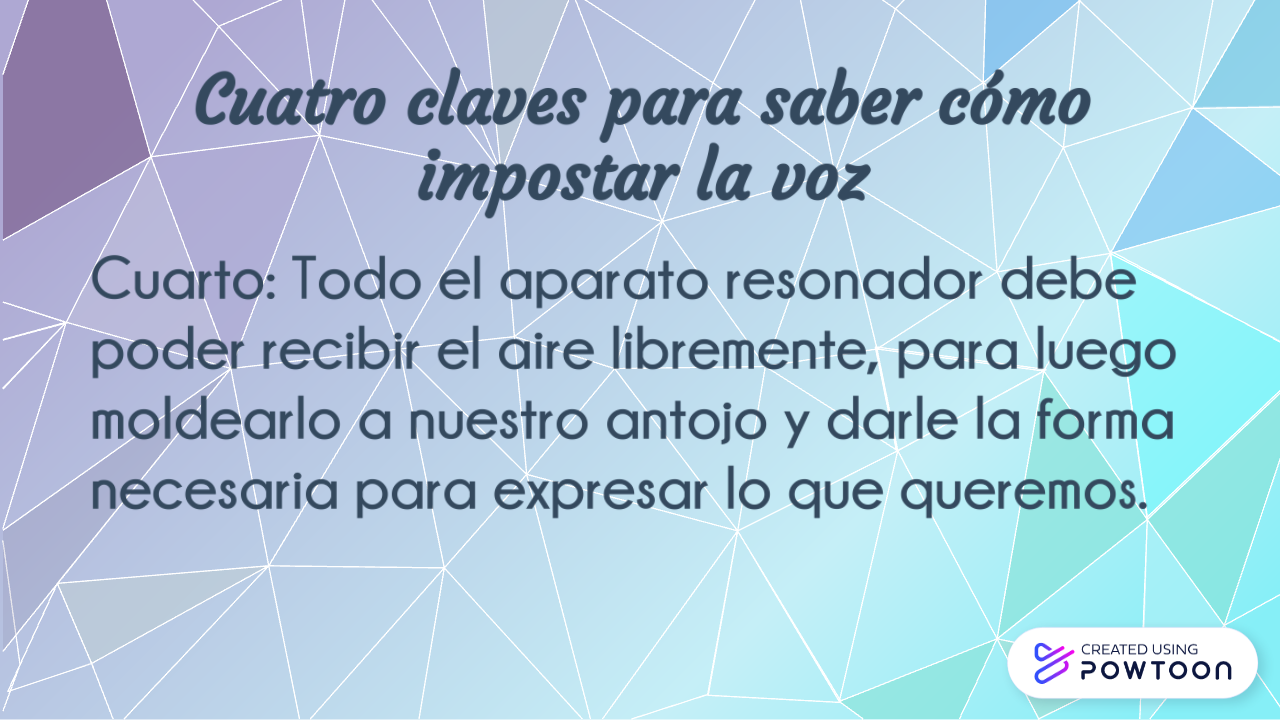 Cuatro claves para saber cómo
impostar la voz
Cuarto: Todo el aparato resonador debe
poder recibir el aire libremente, para luego
moldearlo a nuestro antojo y darle la forma
necesaria para expresar lo que queremos.
CREATED USING
POWTOON